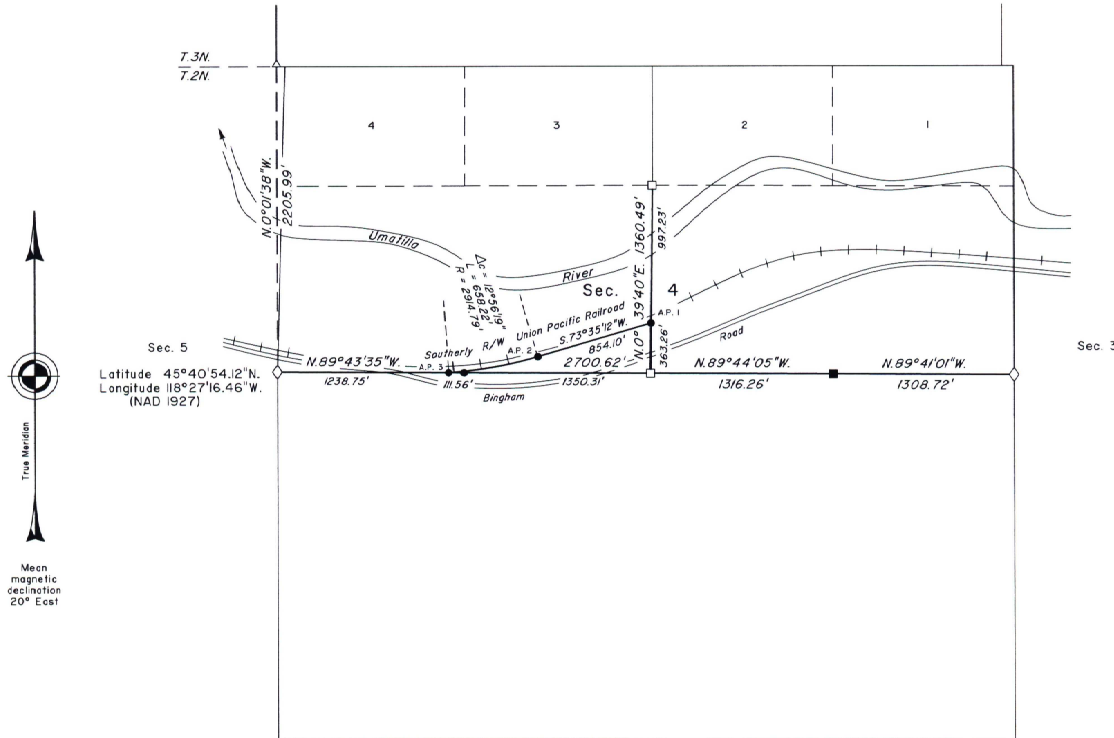 T.3N.
T.2N.
4
3
2
1
N.0°01'38"W.
2205.99'
Umatilla
River
Δc = 12°56'19"
L = 658.22'
R = 2914.79'
N.0°39'40"E. 1360.49'
997.23'
363.26'
Sec. 4
Union Pacific Railroad
Southerly R/W
S.73°35'12"W.
854.10'
A.P. 1
A.P. 2
A.P. 3
Road
Sec. 5
Sec. 3
N.89°43'35"W.
2700.62'
N.89°44'05"W.
N.89°41'01"W.
Latitude 45°40'54.12"N.
Longitude 118°27'16.46"W.
(NAD 1927)
1238.75'
111.56'
1350.31'
1316.26'
1308.72'
Bingham
True Meridian
Mean
magnetic
declination
20° East